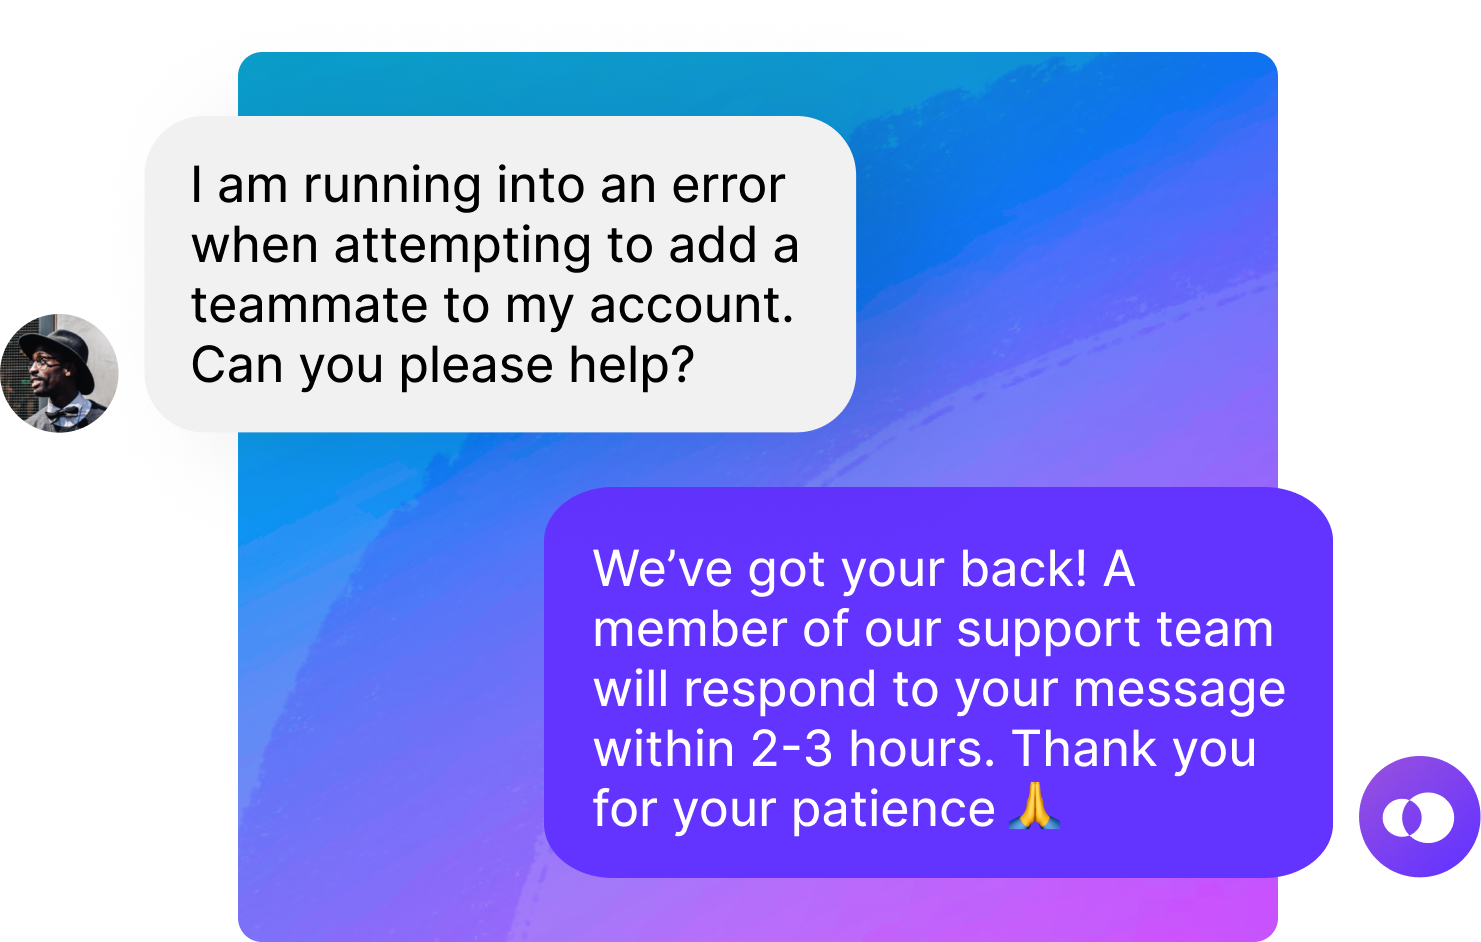 I am running into an error
when attempting to add a
teammate to my account.
Can you please help?
We’ve got your back! A
member of our support team
will respond to your message
within 2-3 hours. Thank you
for your patience 🙏